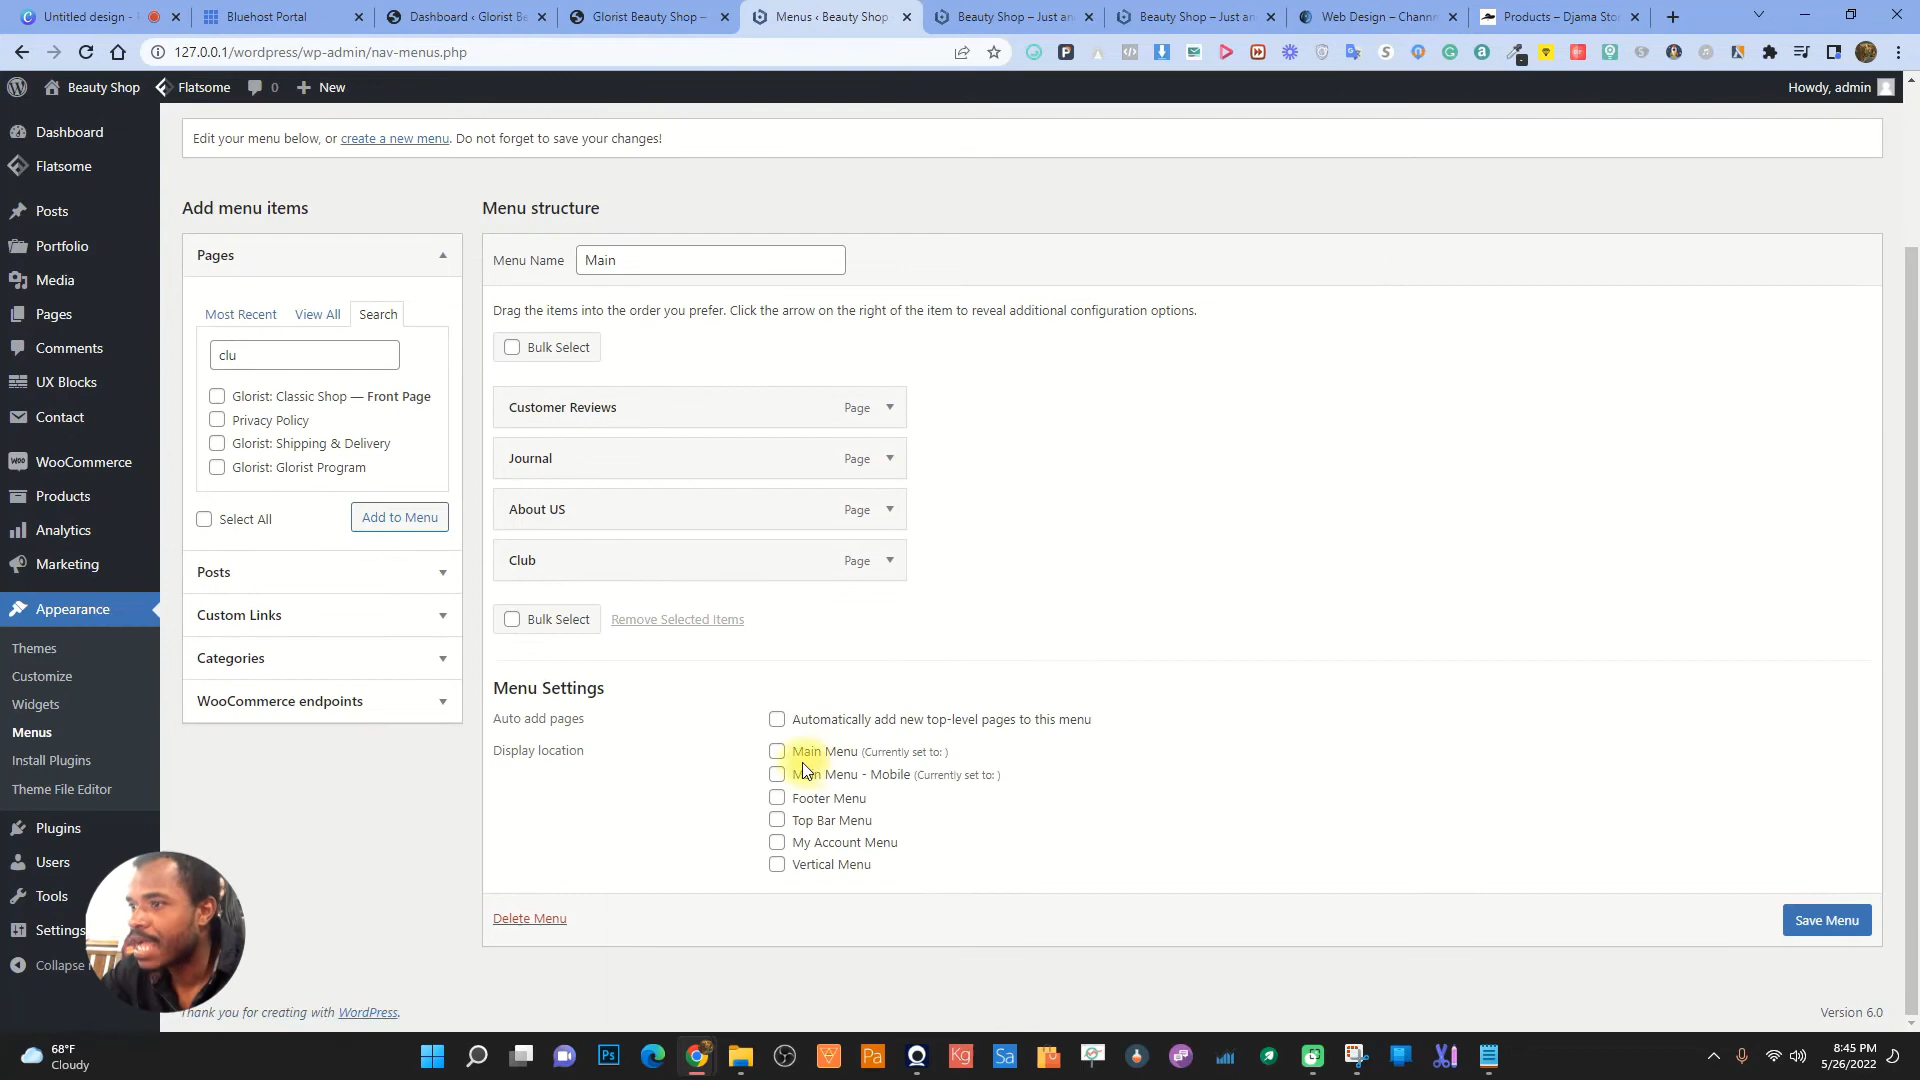 Untitled design -
Bluehost Portal
Dashboard ‹ Glorist Be
Glorist Beauty Shop –
Menus ‹ Beauty Shop
Beauty Shop – Just an
Beauty Shop – Just an
Web Design – Channn
Products – Djama Sto
127.0.0.1/wordpress/wp-admin/nav-menus.php
Beauty Shop
Flatsome
0
New
Howdy, admin
Dashboard
Flatsome
Posts
Portfolio
Media
Pages
Comments
UX Blocks
Contact
WooCommerce
Products
Analytics
Marketing
Appearance
Themes
Customize
Widgets
Menus
Install Plugins
Theme File Editor
Plugins
Users
Tools
Settings
Collapse
Edit your menu below, or create a new menu. Do not forget to save your changes!
Add menu items
Pages
Most Recent
View All
Search
clu
Glorist: Classic Shop — Front Page
Privacy Policy
Glorist: Shipping & Delivery
Glorist: Glorist Program
Select All
Add to Menu
Posts
Custom Links
Categories
WooCommerce endpoints
Menu structure
Menu Name
Main
Drag the items into the order you prefer. Click the arrow on the right of the item to reveal additional configuration options.
Bulk Select
Customer Reviews Page
Journal Page
About US Page
Club Page
Bulk Select
Remove Selected Items
Menu Settings
Auto add pages
Automatically add new top-level pages to this menu
Display location
Main Menu (Currently set to: )
Main Menu - Mobile (Currently set to: )
Footer Menu
Top Bar Menu
My Account Menu
Vertical Menu
Delete Menu
Save Menu
Thank you for creating with WordPress.
Version 6.0
68°F
Cloudy
Ps
Pa
Kg
Sa
8:45 PM
5/26/2022